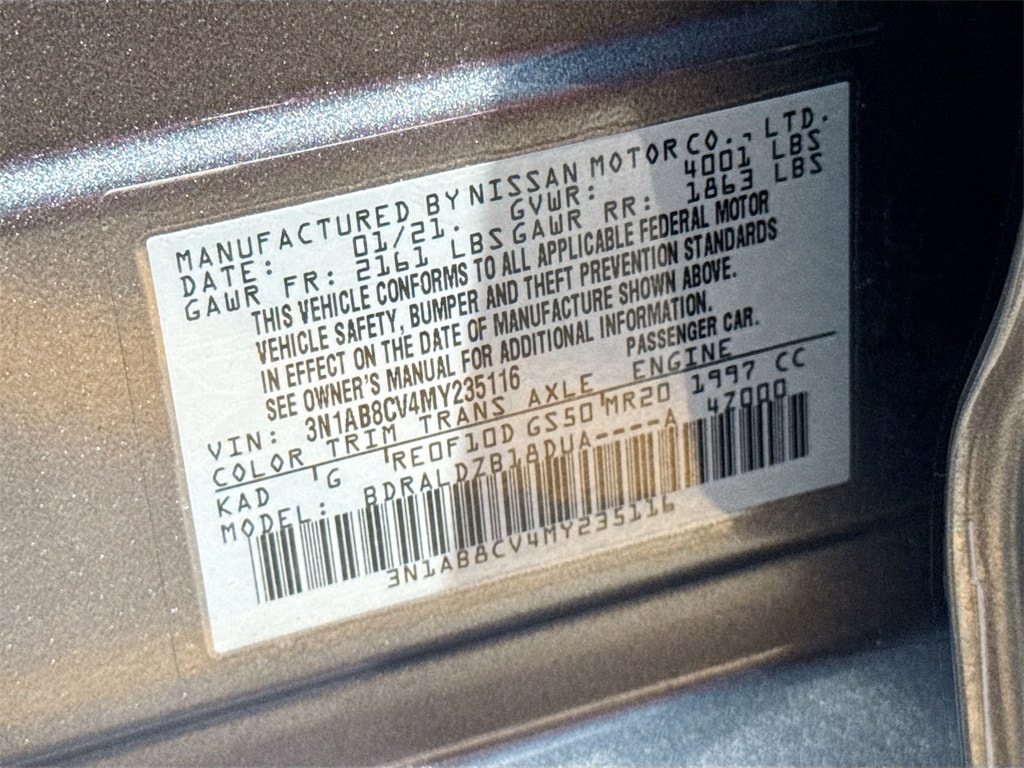 MANUFACTURED BY NISSAN MOTOR CO., LTD.
DATE: 01/21. GVWR: 4001 LBS
GAWR FR: 2161 LBS GAWR RR: 1863 LBS
THIS VEHICLE CONFORMS TO ALL APPLICABLE FEDERAL MOTOR
VEHICLE SAFETY, BUMPER AND THEFT PREVENTION STANDARDS
IN EFFECT ON THE DATE OF MANUFACTURE SHOWN ABOVE.
SEE OWNER'S MANUAL FOR ADDITIONAL INFORMATION.
VIN: 3N1AB8CV4MY235116 PASSENGER CAR.
COLOR TRIM TRANS AXLE ENGINE
KAD G RE0F10D GS50 MR20 1997 CC
MODEL: BDRALDZB18DUA----A 47000
3N1AB8CV4MY235116